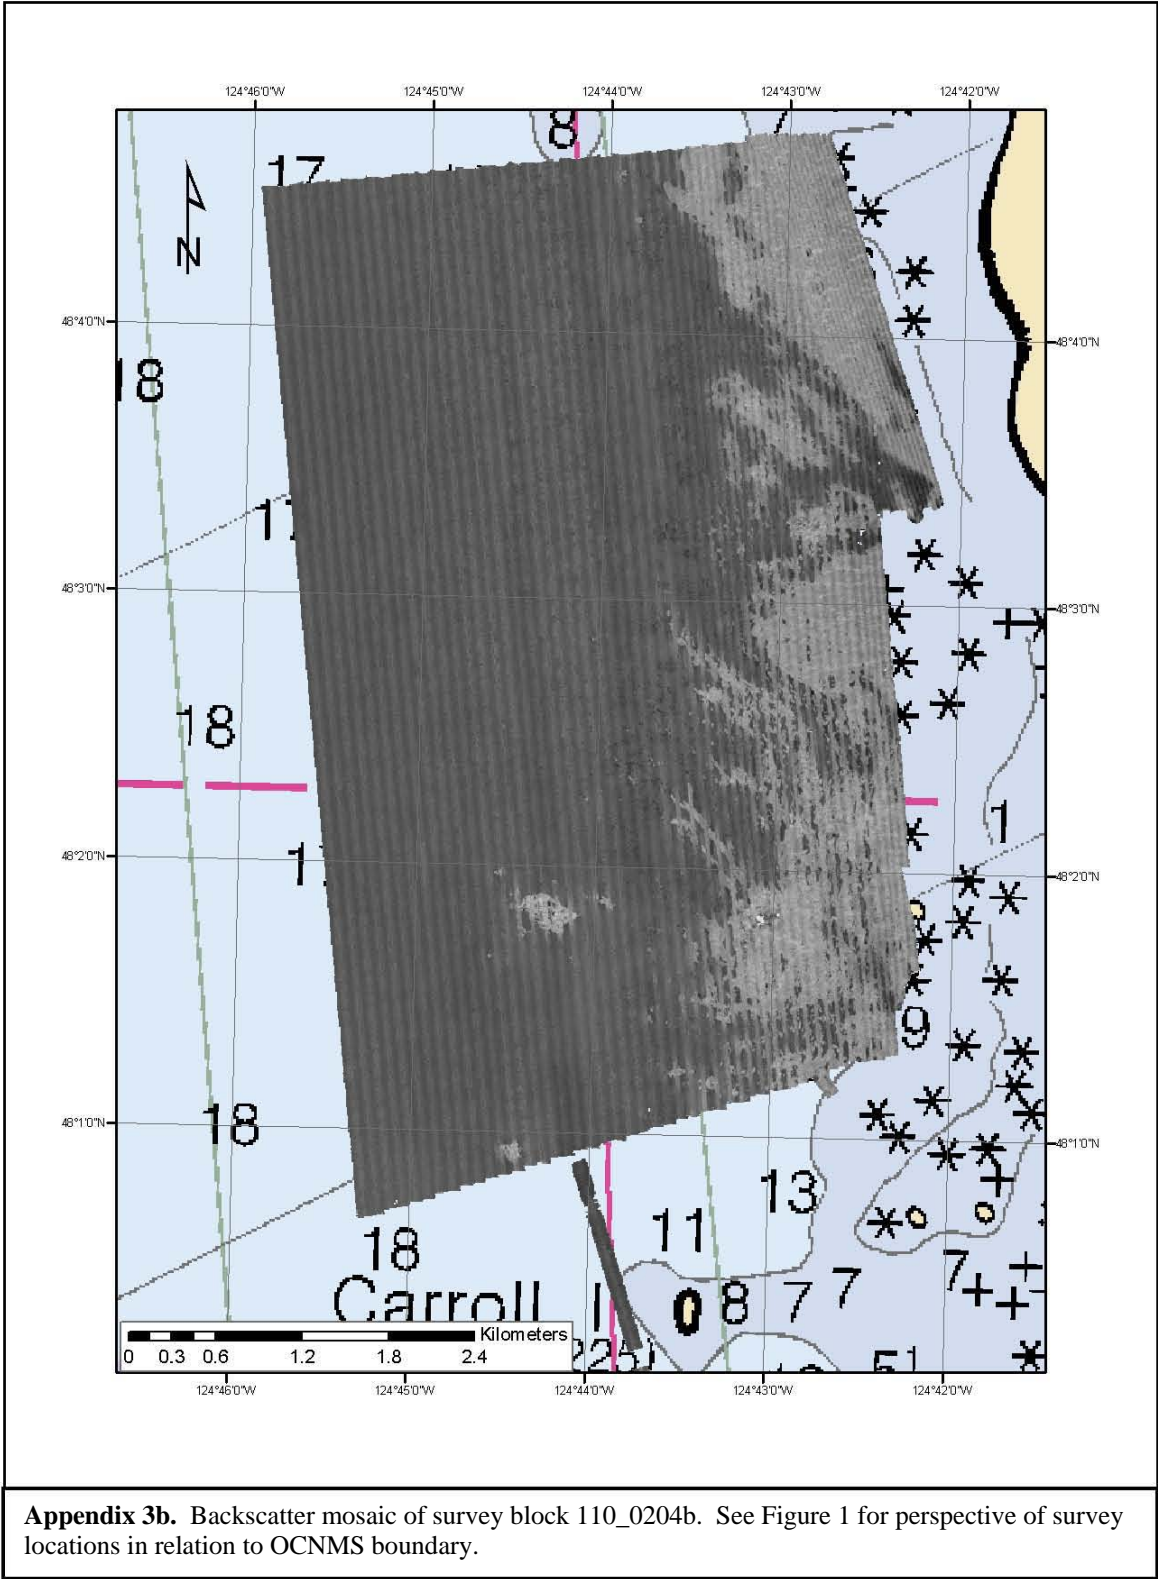 124°46'0"W 124°45'0"W 124°44'0"W 124°43'0"W 124°42'0"W
8
17
N
48°4'0"N
48°4'0"N
18
48°3'0"N
48°3'0"N
18
1
48°2'0"N
48°2'0"N
9
48°1'0"N
18
48°1'0"N
13
11
18
7
Carroll I
8
7
7
Kilometers
0 0.3 0.6 1.2 1.8 2.4
51
124°46'0"W 124°45'0"W 124°44'0"W 124°43'0"W 124°42'0"W
Appendix 3b. Backscatter mosaic of survey block 110_0204b. See Figure 1 for perspective of survey
locations in relation to OCNMS boundary.